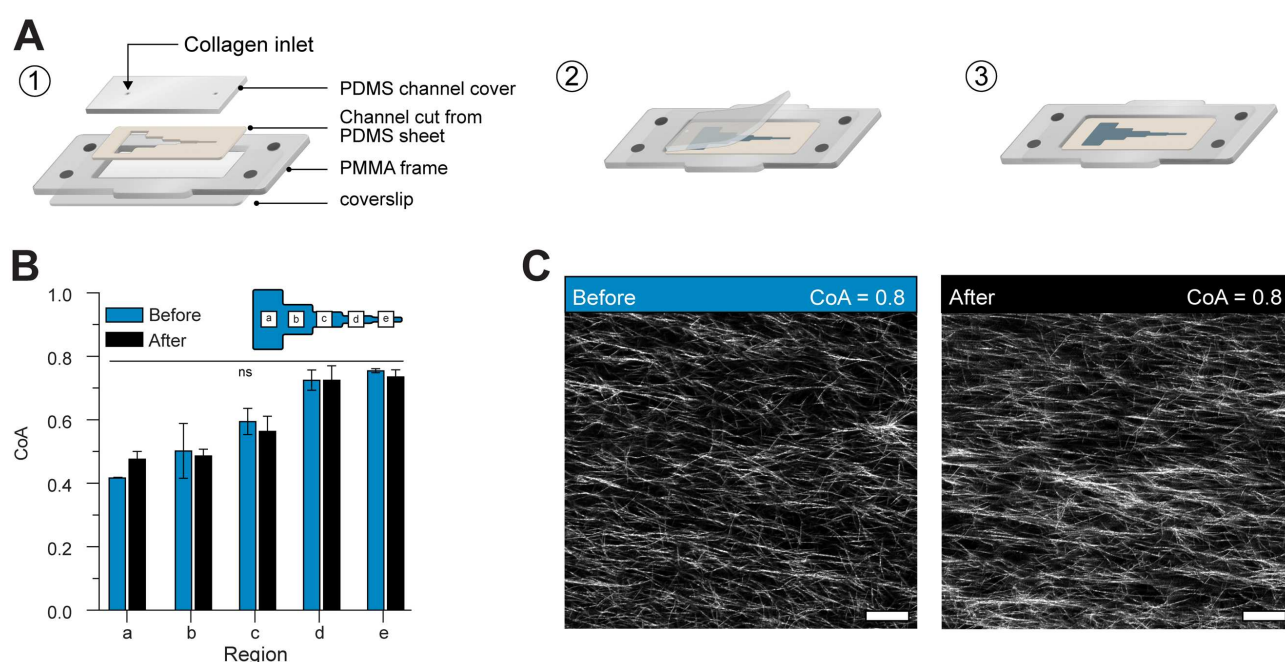 A
1
Collagen inlet
PDMS channel cover
Channel cut from
PDMS sheet
PMMA frame
coverslip
2
3
B
1.0
0.8
0.6
0.4
0.2
0.0
CoA
Before
After
a b c d e
ns
a b c d e
Region
C
Before CoA = 0.8
After CoA = 0.8